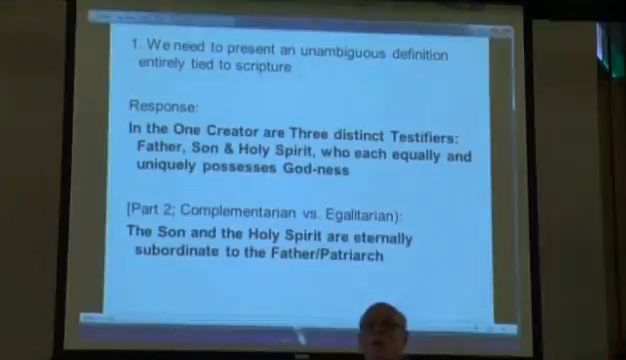 1. We need to present an unambiguous definition
entirely tied to scripture
Response:
In the One Creator are Three distinct Testifiers:
Father, Son & Holy Spirit, who each equally and
uniquely possesses God-ness
[Part 2; Complementarian vs. Egalitarian):
The Son and the Holy Spirit are eternally
subordinate to the Father/Patriarch